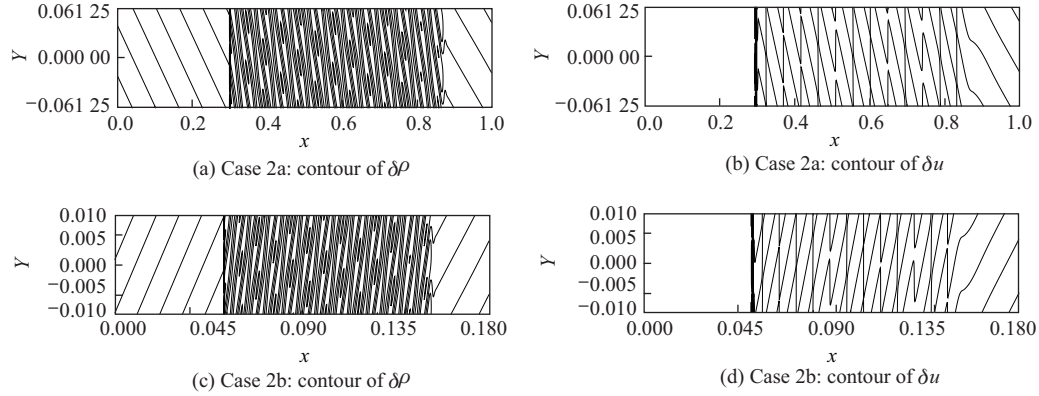 0.061 25
0.000 00
−0.061 25
Y
0.0 0.2 0.4 0.6 0.8 1.0
x
(a) Case 2a: contour of δρ
0.061 25
0.000 00
−0.061 25
Y
0.0 0.2 0.4 0.6 0.8 1.0
x
(b) Case 2a: contour of δu
0.010
0.005
0.000
−0.005
−0.010
Y
0.000 0.045 0.090 0.135 0.180
x
(c) Case 2b: contour of δρ
0.010
0.005
0.000
−0.005
−0.010
Y
0.000 0.045 0.090 0.135 0.180
x
(d) Case 2b: contour of δu